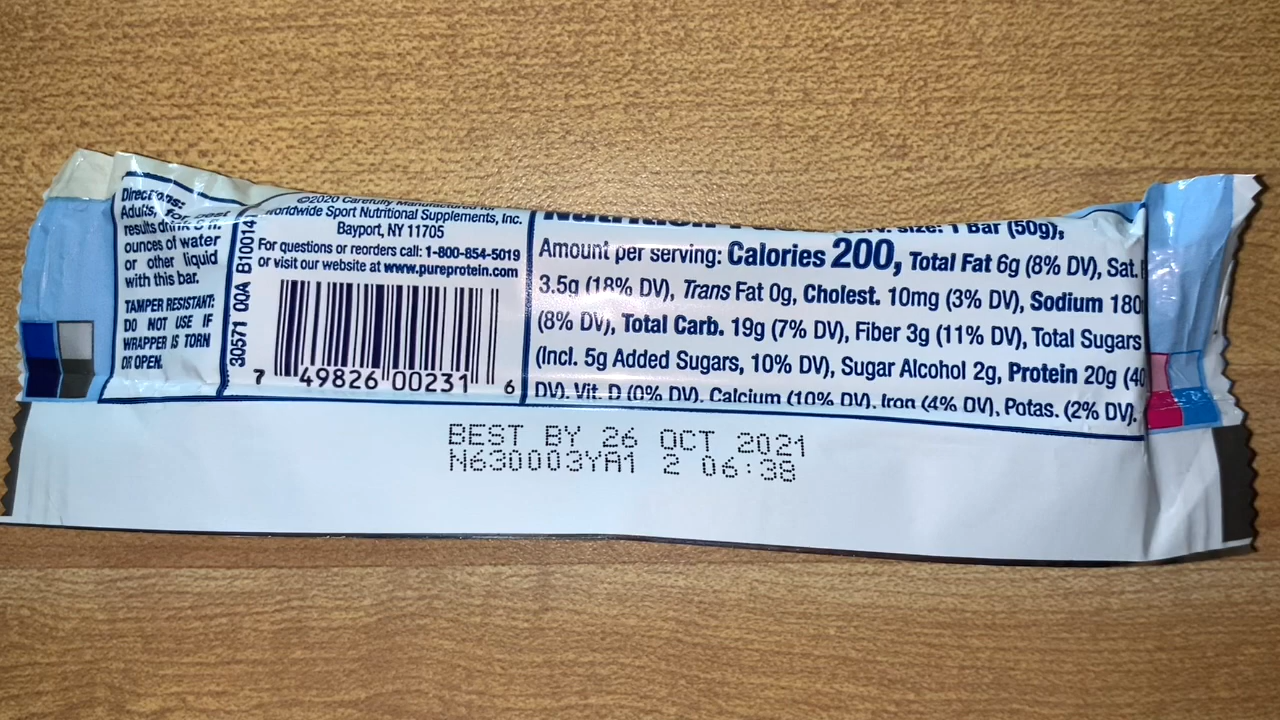 Directions:
Adults, for best
results drink 8 fl.
ounces of water
or other liquid
with this bar.
TAMPER RESISTANT:
DO NOT USE IF
WRAPPER IS TORN
OR OPEN.
30571 00A B10014
©2020 Carefully Manufactured for
Worldwide Sport Nutritional Supplements, Inc.
Bayport, NY 11705
For questions or reorders call: 1-800-854-5019
or visit our website at www.pureprotein.com
7 49826 00231 6
Nutrition size: 1 Bar (50g),
Amount per serving: Calories 200, Total Fat 6g (8% DV), Sat.
3.5g (18% DV), Trans Fat 0g, Cholest. 10mg (3% DV), Sodium 180
(8% DV), Total Carb. 19g (7% DV), Fiber 3g (11% DV), Total Sugars
(Incl. 5g Added Sugars, 10% DV), Sugar Alcohol 2g, Protein 20g (40
DV), Vit. D (0% DV), Calcium (10% DV), Iron (4% DV), Potas. (2% DV).
BEST BY 26 OCT 2021
N630003YA1 2 06:38